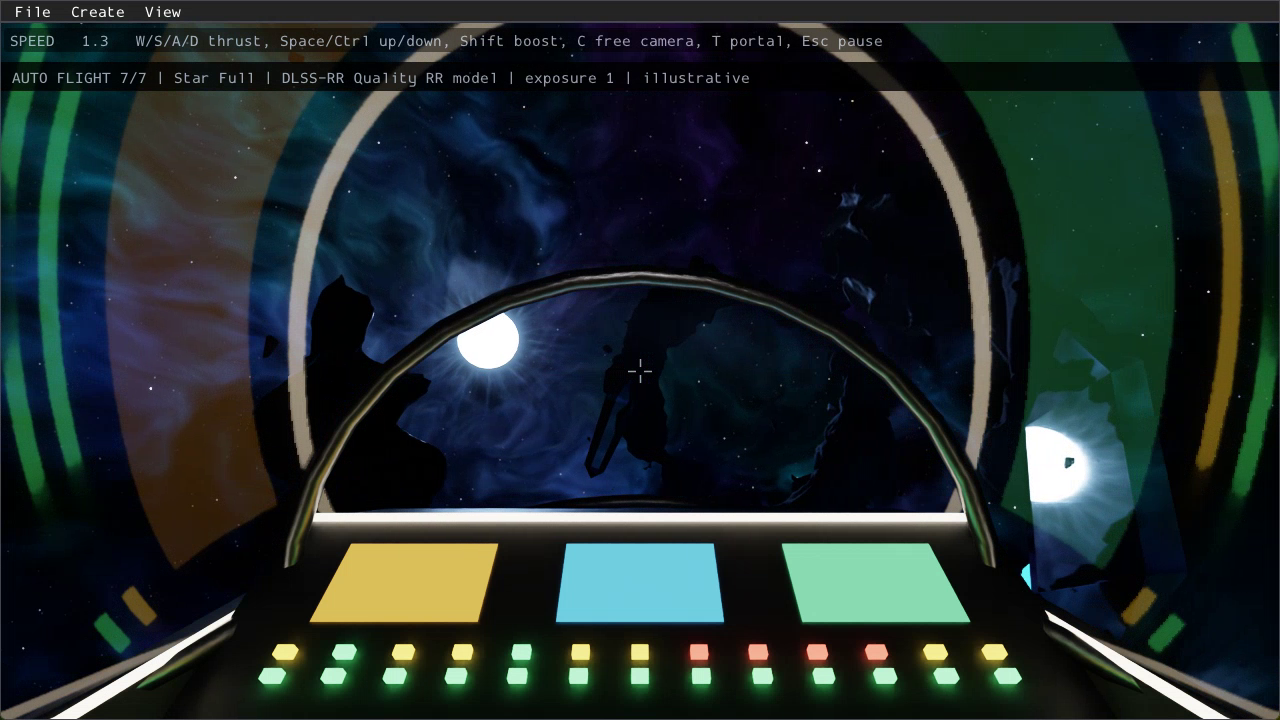 File Create View
SPEED 1.3 W/S/A/D thrust, Space/Ctrl up/down, Shift boost, C free camera, T portal, Esc pause
AUTO FLIGHT 7/7 | Star Full | DLSS-RR Quality RR model | exposure 1 | illustrative